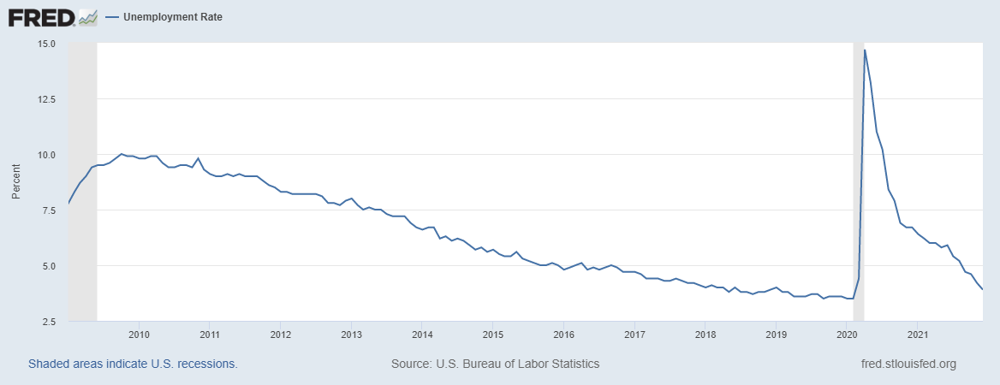 FRED® — Unemployment Rate
15.0
12.5
10.0
7.5
5.0
2.5
Percent
2010 2011 2012 2013 2014 2015 2016 2017 2018 2019 2020 2021
Shaded areas indicate U.S. recessions. Source: U.S. Bureau of Labor Statistics fred.stlouisfed.org